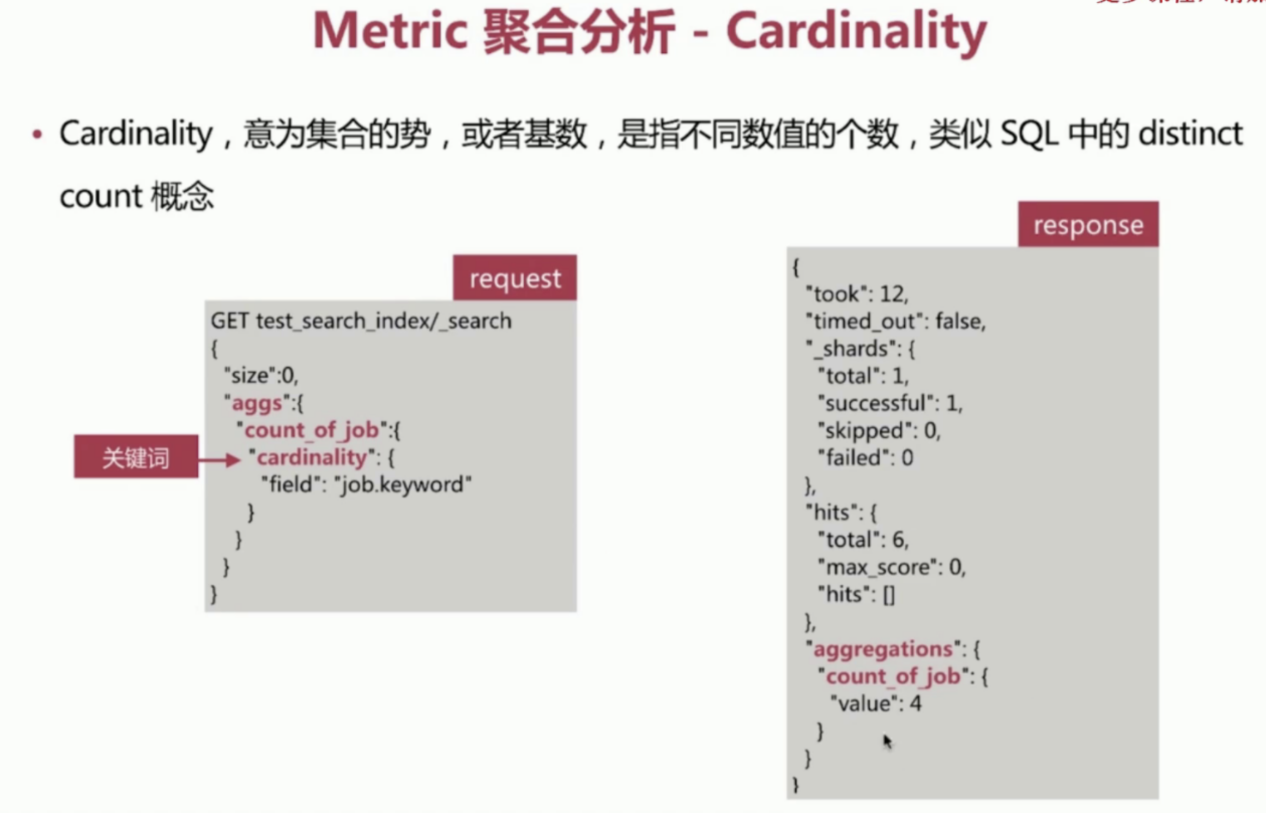 Metric 聚合分析 - Cardinality
• Cardinality，意为集合的势，或者基数，是指不同数值的个数，类似 SQL 中的 distinct
count 概念
request
GET test_search_index/_search
{
"size":0,
"aggs":{
"count_of_job":{
关键词
"cardinality": {
"field": "job.keyword"
}
}
}
}
response
{
"took": 12,
"timed_out": false,
"_shards": {
"total": 1,
"successful": 1,
"skipped": 0,
"failed": 0
},
"hits": {
"total": 6,
"max_score": 0,
"hits": []
},
"aggregations": {
"count_of_job": {
"value": 4
}
}
}